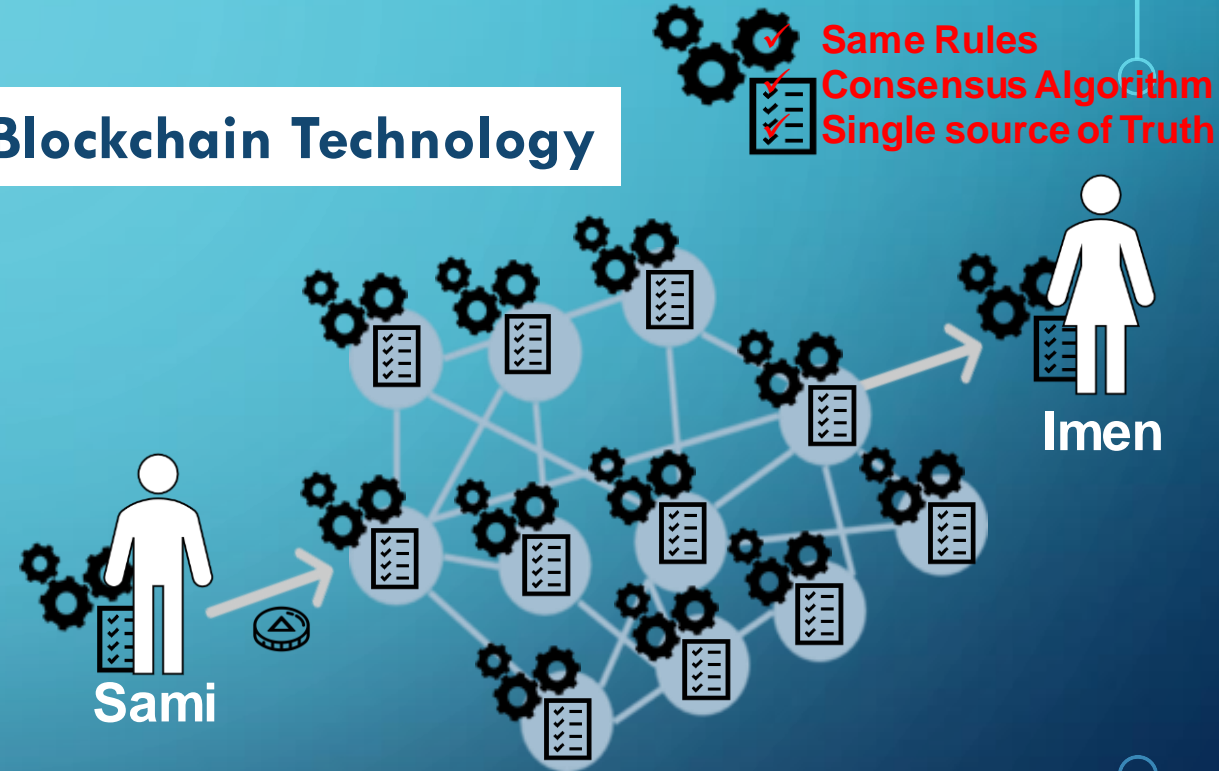 Same Rules
Consensus Algorithm
Single source of Truth
Blockchain Technology
Imen
Sami